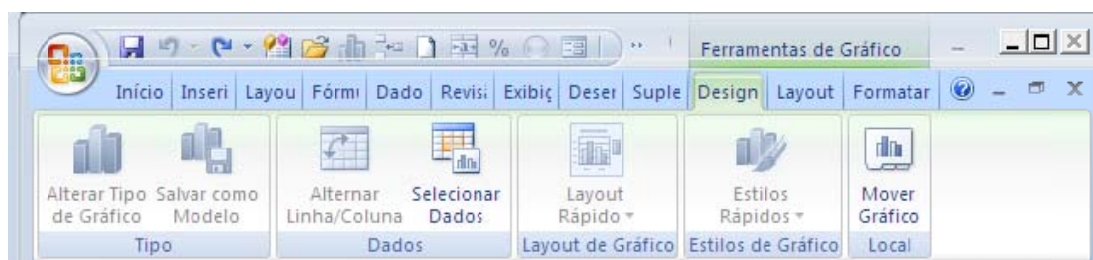 % Ferramentas de Gráfico
Início Inseri Layou Fórmu Dado Revisã Exibiç Deser Suple Design Layout Formatar
Alterar Tipo de Gráfico
Salvar como Modelo
Alternar Linha/Coluna
Selecionar Dados
Layout Rápido
Estilos Rápidos
Mover Gráfico
Tipo Dados Layout de Gráfico Estilos de Gráfico Local